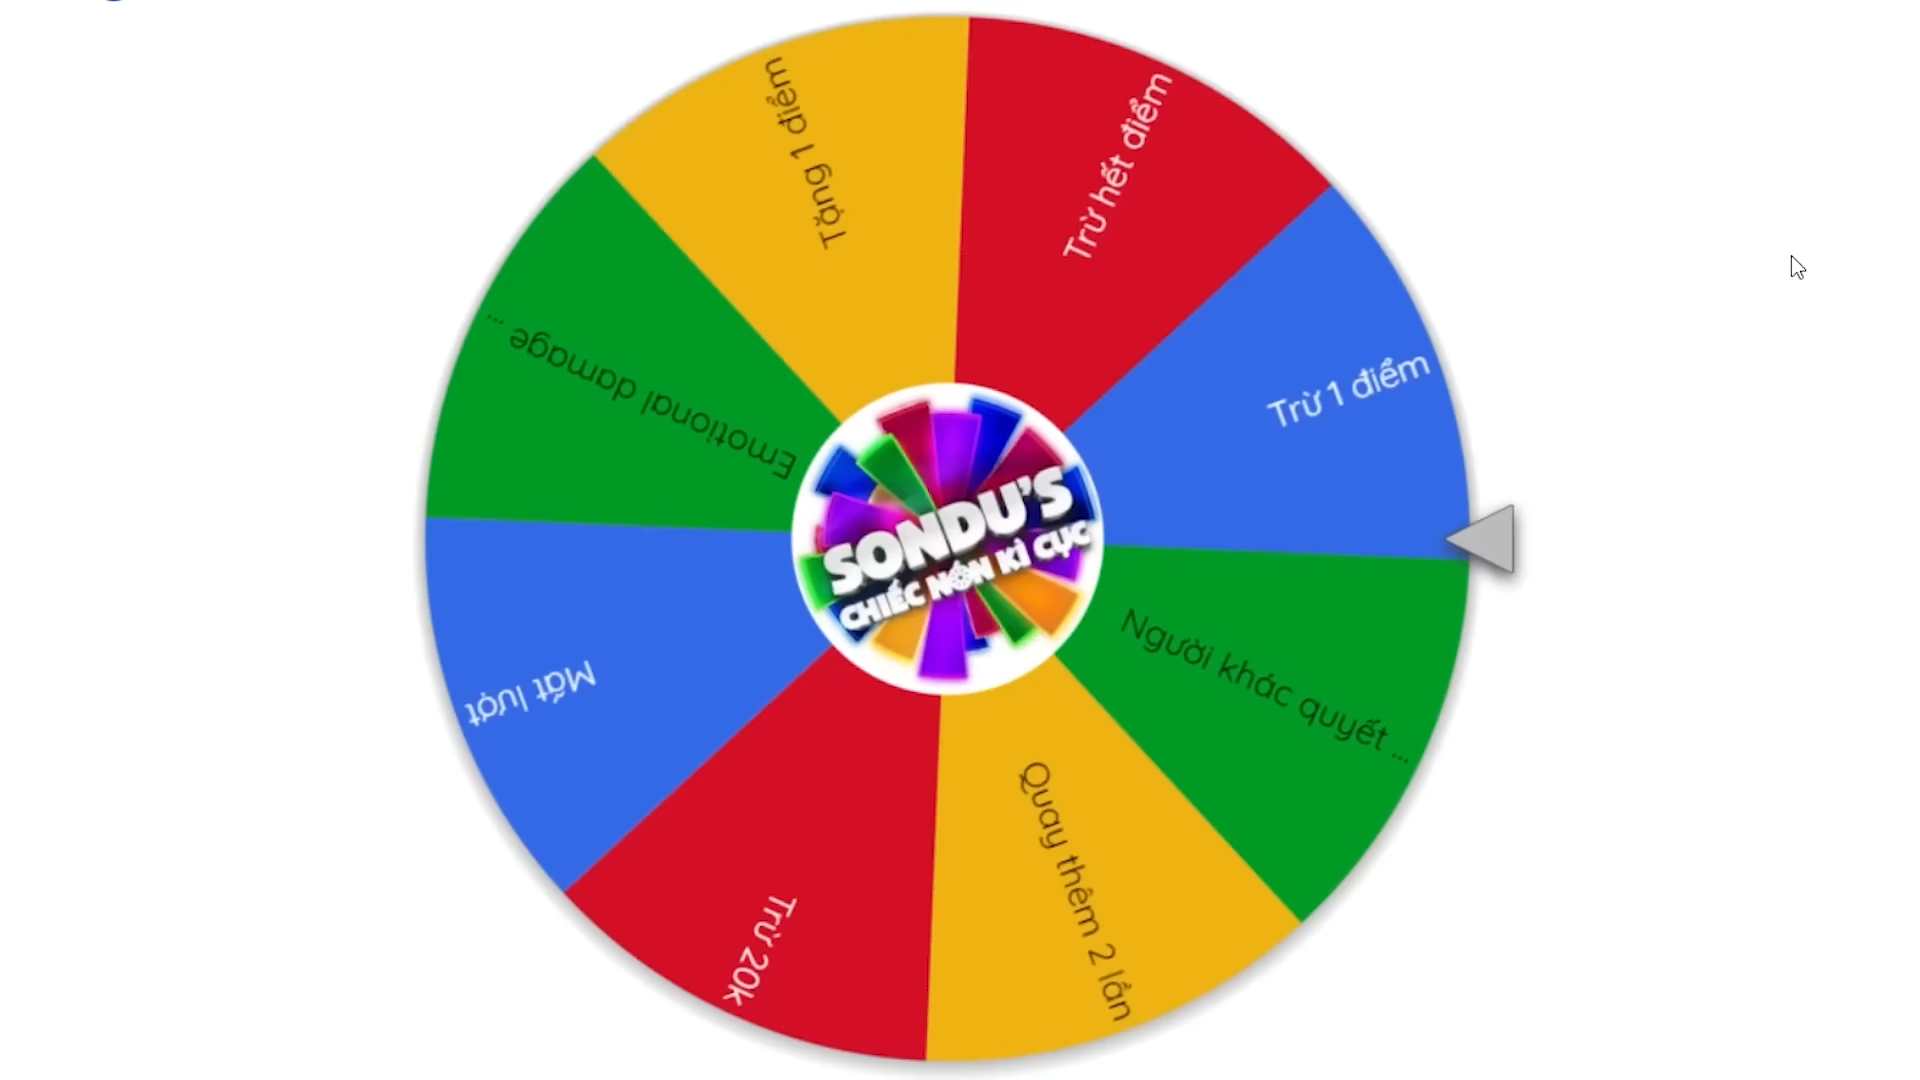 Tặng 1 điểm
Trừ hết điểm
Trừ 1 điểm
Emotional damage ...
SONDU'S
CHIẾC NÓN KÌ CỤC
Người khác quyết ...
Mất lượt
Quay thêm 2 lần
Trừ 20k